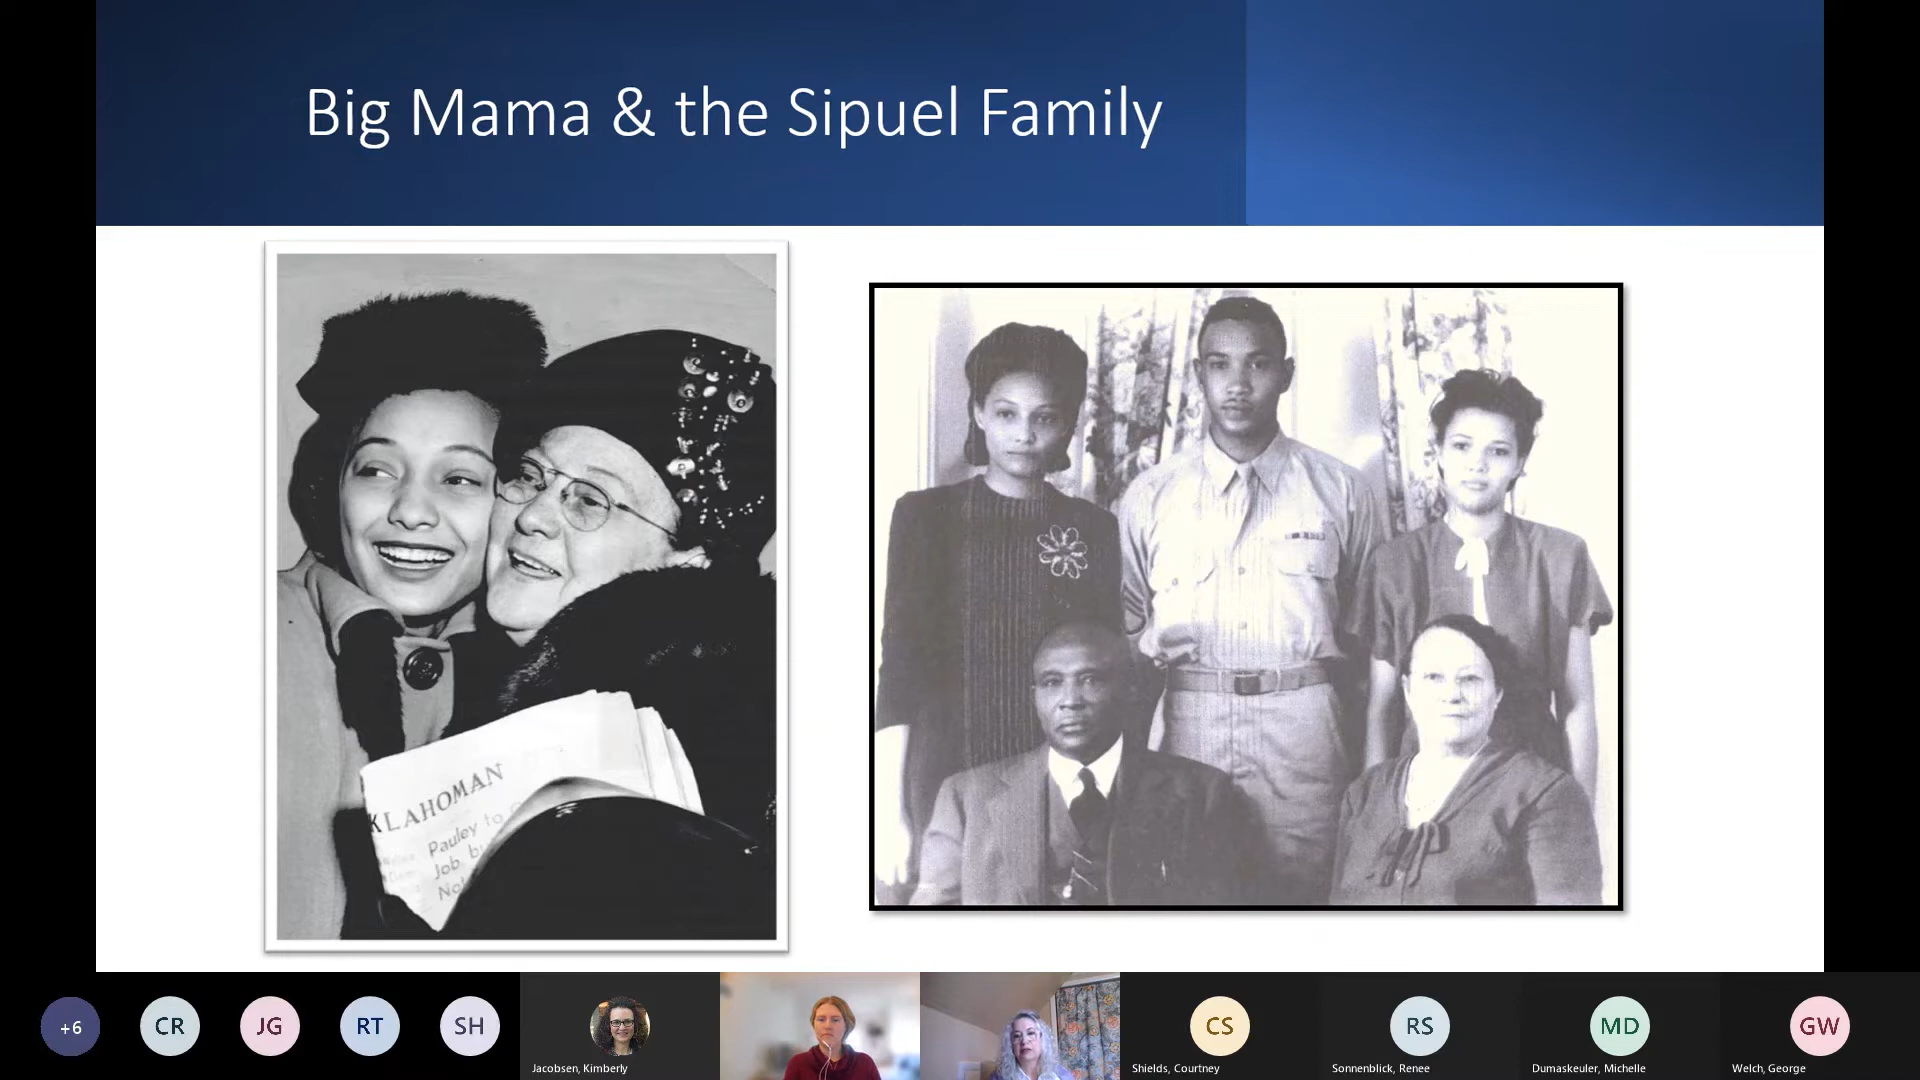 Big Mama & the Sipuel Family
KLAHOMAN
Pauley to
Job
+6
CR
JG
RT
SH
Jacobsen, Kimberly
CS
Shields, Courtney
RS
Sonnenblick, Renee
MD
Dumaskeuler, Michelle
GW
Welch, George